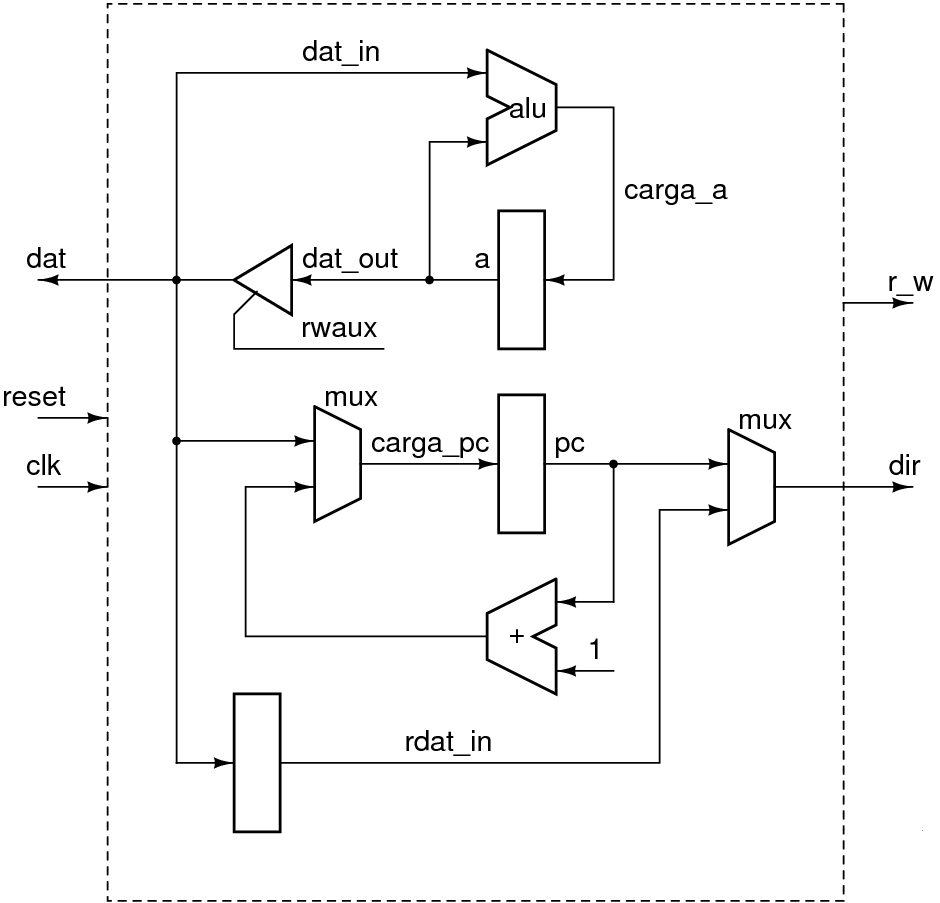 dat_in
alu
carga_a
dat
dat_out
a
r_w
rwaux
reset
mux
mux
carga_pc
pc
clk
dir
+
1
rdat_in